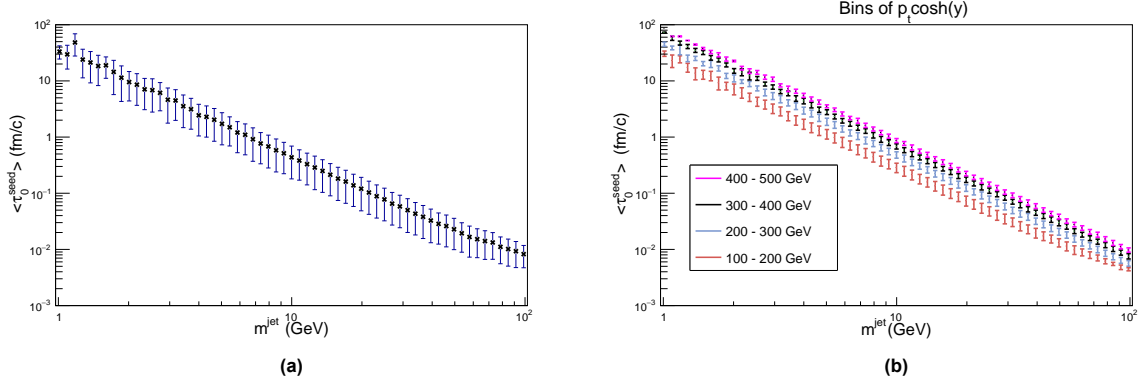 10²
10
1
10⁻¹
10⁻²
10⁻³
<τ₀^seed> (fm/c)
1
10
10²
m^jet (GeV)
(a)
Bins of pₜcosh(y)
10²
10
1
10⁻¹
10⁻²
10⁻³
<τ₀^seed> (fm/c)
400 - 500 GeV
300 - 400 GeV
200 - 300 GeV
100 - 200 GeV
1
10
10²
m^jet (GeV)
(b)